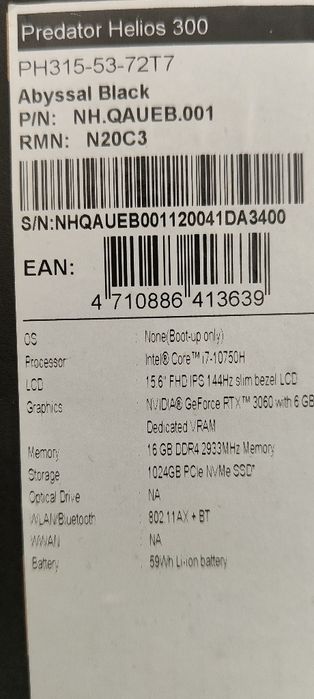 Predator Helios 300
PH315-53-72T7
Abyssal Black
P/N: NH.QAUEB.001
RMN: N20C3
S/N:NHQAUEB001120041DA3400
EAN:
4 710886 413639
OS : None(Boot-up only)
Processor : Intel® Core™ i7-10750H
LCD : 15.6" FHD IPS 144Hz slim bezel LCD
Graphics : NVIDIA® GeForce RTX™ 3060 with 6 GB
Dedicated VRAM
Memory : 16 GB DDR4 2933MHz Memory
Storage : 1024GB PCIe NVMe SSD*
Optical Drive : NA
WLAN/Bluetooth : 802.11AX + BT
WWAN : NA
Battery : 59Wh Li-ion battery